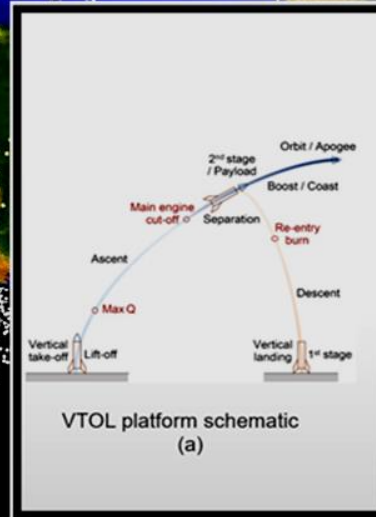 Orbit / Apogee
2nd stage
/ Payload
Boost / Coast
Main engine
cut-off
Separation
Re-entry
burn
Ascent
Max Q
Descent
Vertical
take-off
Lift-off
Vertical
landing
1st stage
VTOL platform schematic
(a)